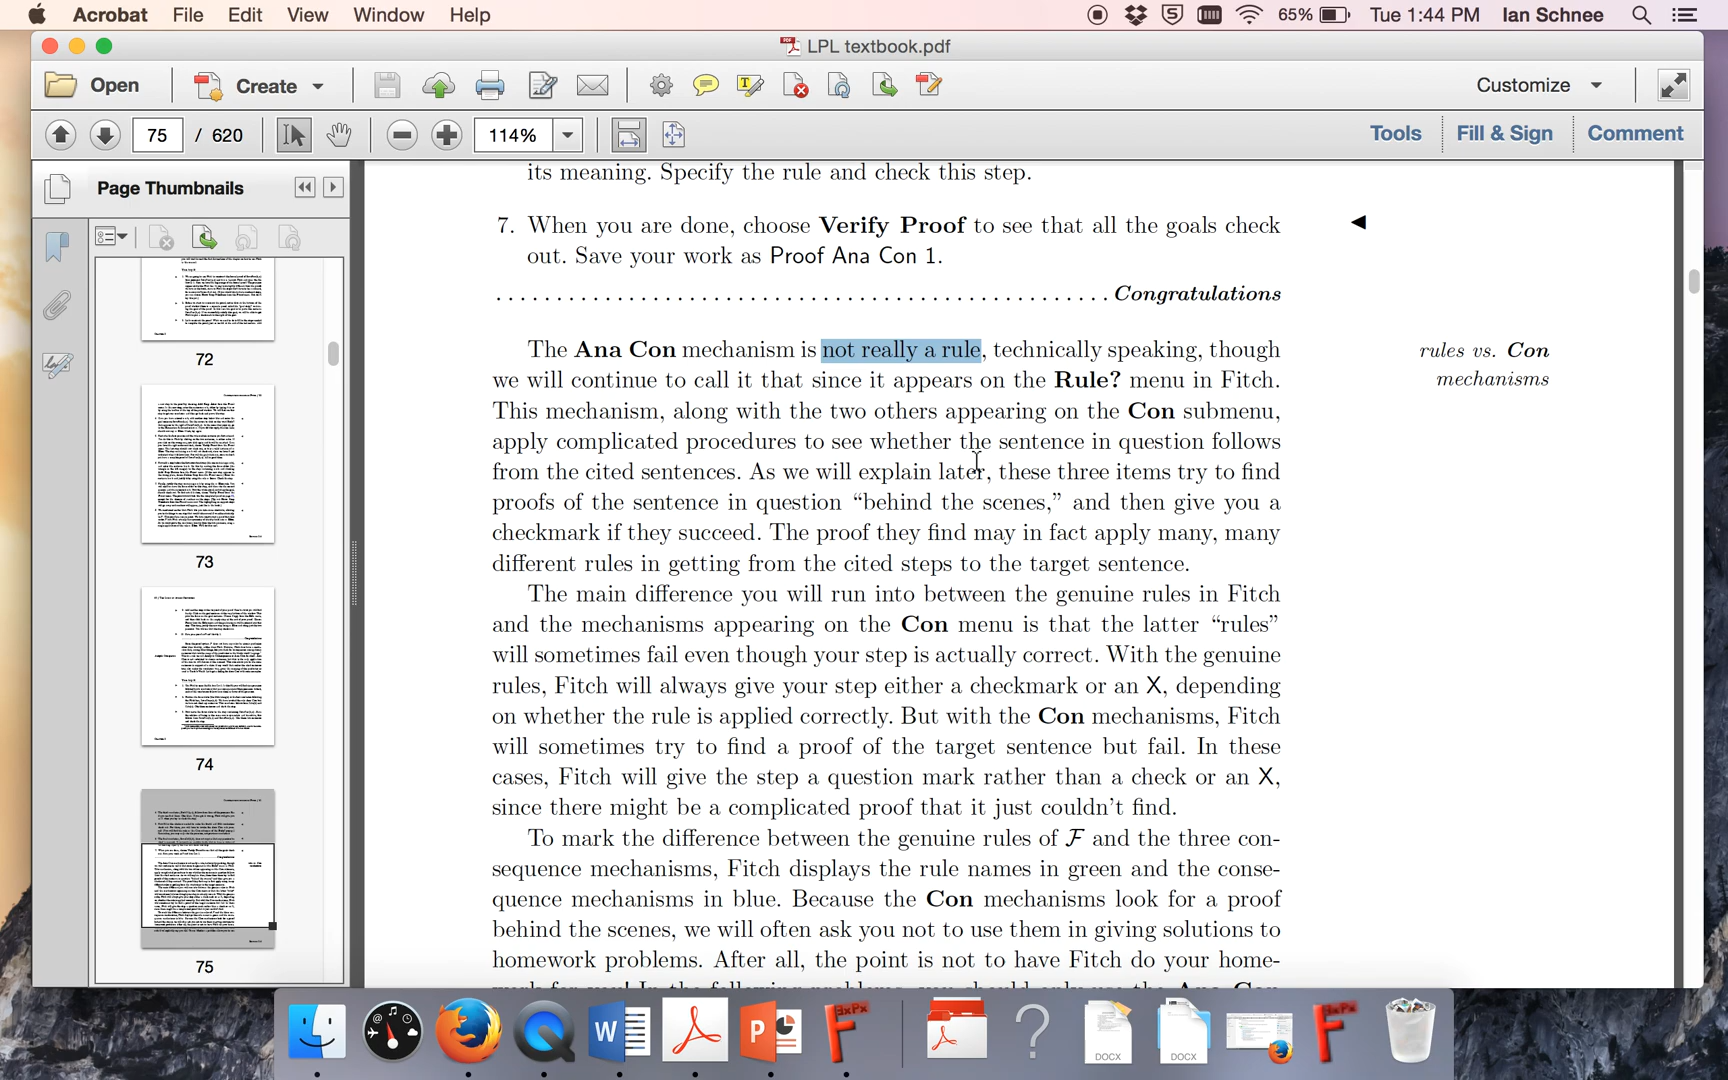 Acrobat File Edit View Window Help 65% Tue 1:44 PM Ian Schnee
LPL textbook.pdf
Open Create Customize
75 / 620 114% Tools Fill & Sign Comment
Page Thumbnails
72
73
74
75
its meaning. Specify the rule and check this step.
7. When you are done, choose Verify Proof to see that all the goals check
out. Save your work as Proof Ana Con 1.
Congratulations
The Ana Con mechanism is not really a rule, technically speaking, though
we will continue to call it that since it appears on the Rule? menu in Fitch.
This mechanism, along with the two others appearing on the Con submenu,
apply complicated procedures to see whether the sentence in question follows
from the cited sentences. As we will explain later, these three items try to find
proofs of the sentence in question “behind the scenes,” and then give you a
checkmark if they succeed. The proof they find may in fact apply many, many
different rules in getting from the cited steps to the target sentence.
rules vs. Con
mechanisms
The main difference you will run into between the genuine rules in Fitch
and the mechanisms appearing on the Con menu is that the latter “rules”
will sometimes fail even though your step is actually correct. With the genuine
rules, Fitch will always give your step either a checkmark or an X, depending
on whether the rule is applied correctly. But with the Con mechanisms, Fitch
will sometimes try to find a proof of the target sentence but fail. In these
cases, Fitch will give the step a question mark rather than a check or an X,
since there might be a complicated proof that it just couldn’t find.
To mark the difference between the genuine rules of F and the three con-
sequence mechanisms, Fitch displays the rule names in green and the conse-
quence mechanisms in blue. Because the Con mechanisms look for a proof
behind the scenes, we will often ask you not to use them in giving solutions to
homework problems. After all, the point is not to have Fitch do your home-
DOCX DOCX